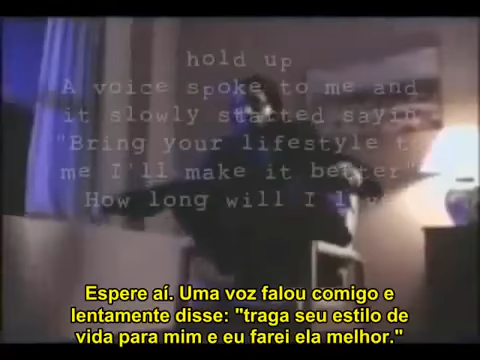 hold up
A voice spoke to me and
it slowly started sayin
"Bring your lifestyle to
me I'll make it better"
How long will I live
Espere aí. Uma voz falou comigo e
lentamente disse: "traga seu estilo de
vida para mim e eu farei ela melhor."